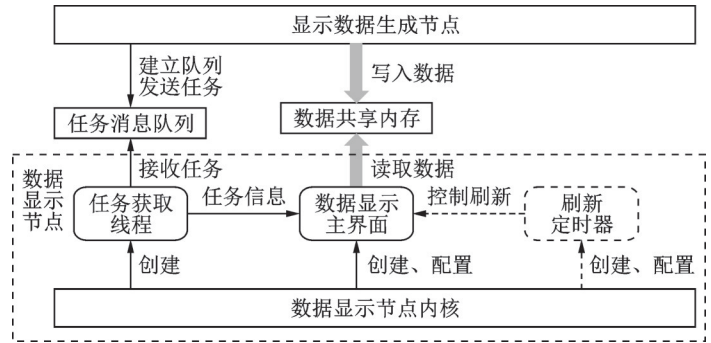 显示数据生成节点
建立队列
发送任务
写入数据
任务消息队列
数据共享内存
接收任务
读取数据
数据
显示
节点
任务获取
线程
任务信息
数据显示
主界面
控制刷新
刷新
定时器
创建
创建、配置
创建、配置
数据显示节点内核